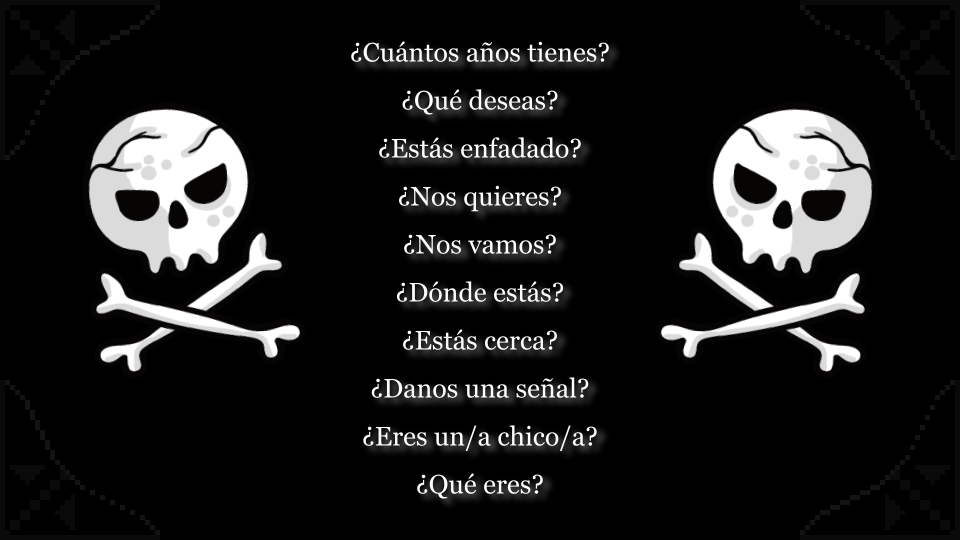 ¿Cuántos años tienes?
¿Qué deseas?
¿Estás enfadado?
¿Nos quieres?
¿Nos vamos?
¿Dónde estás?
¿Estás cerca?
¿Danos una señal?
¿Eres un/a chico/a?
¿Qué eres?